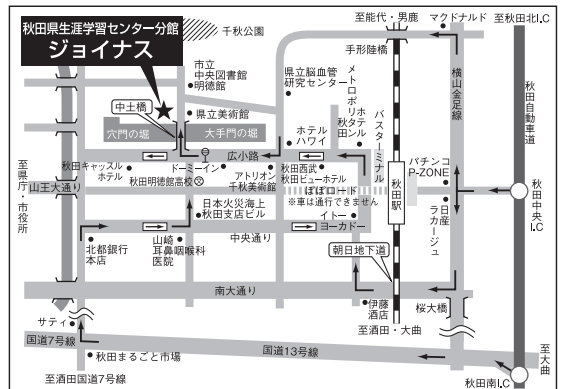 秋田県生涯学習センター分館
ジョイナス
千秋公園
至能代・男鹿
マクドナルド
至秋田北I.C
手形陸橋
市立
中央図書館
明徳館
県立脳血管
研究センター
メトロポリタン
秋田
ホテル
バスターミナル
横山金足線
秋田自動車道
中土橋
県立美術館
穴門の堀
大手門の堀
ホテル
ハワイ
広小路
秋田キャッスル
ホテル
ドーミーイン
アトリオン
千秋美術館
秋田西武
秋田ビューホテル
パチンコ
P-ZONE
至県庁・市役所
山王大通り
秋田明徳館高校
ぽぽロード
※車は通行できません
秋田駅
秋田中央I.C
日本火災海上
秋田支店ビル
イトー
ヨーカドー
日産
ラカージュ
中央通り
北都銀行
本店
山崎
耳鼻咽喉科
医院
朝日地下道
南大通り
伊藤
酒店
桜大橋
サティ
至酒田・大曲
国道7号線
国道13号線
秋田まるごと市場
至大曲
至酒田国道7号線
秋田南I.C